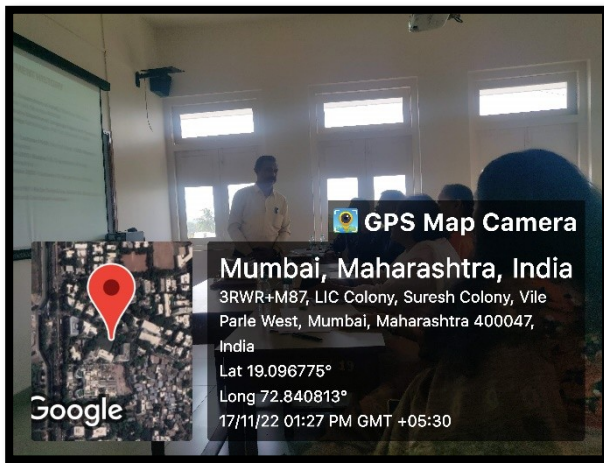 GPS Map Camera
Mumbai, Maharashtra, India
3RWR+M87, LIC Colony, Suresh Colony, Vile
Parle West, Mumbai, Maharashtra 400047,
India
Lat 19.096775°
Long 72.840813°
17/11/22 01:27 PM GMT +05:30
Google